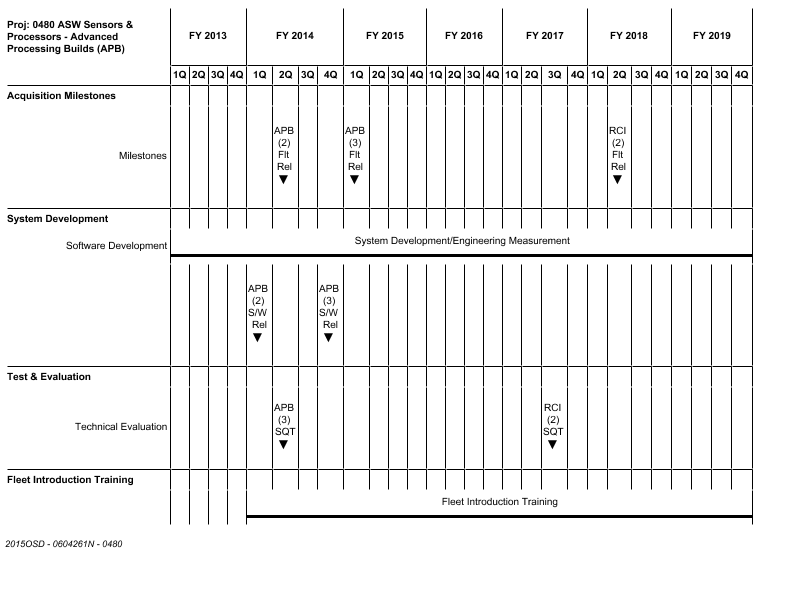 Proj: 0480 ASW Sensors &
Processors - Advanced
Processing Builds (APB)
FY 2013 FY 2014 FY 2015 FY 2016 FY 2017 FY 2018 FY 2019
1Q 2Q 3Q 4Q 1Q 2Q 3Q 4Q 1Q 2Q 3Q 4Q 1Q 2Q 3Q 4Q 1Q 2Q 3Q 4Q 1Q 2Q 3Q 4Q 1Q 2Q 3Q 4Q
Acquisition Milestones
Milestones
APB
(2)
Flt
Rel
APB
(3)
Flt
Rel
RCI
(2)
Flt
Rel
System Development
Software Development
System Development/Engineering Measurement
APB
(2)
S/W
Rel
APB
(3)
S/W
Rel
Test & Evaluation
Technical Evaluation
APB
(3)
SQT
RCI
(2)
SQT
Fleet Introduction Training
Fleet Introduction Training
2015OSD - 0604261N - 0480